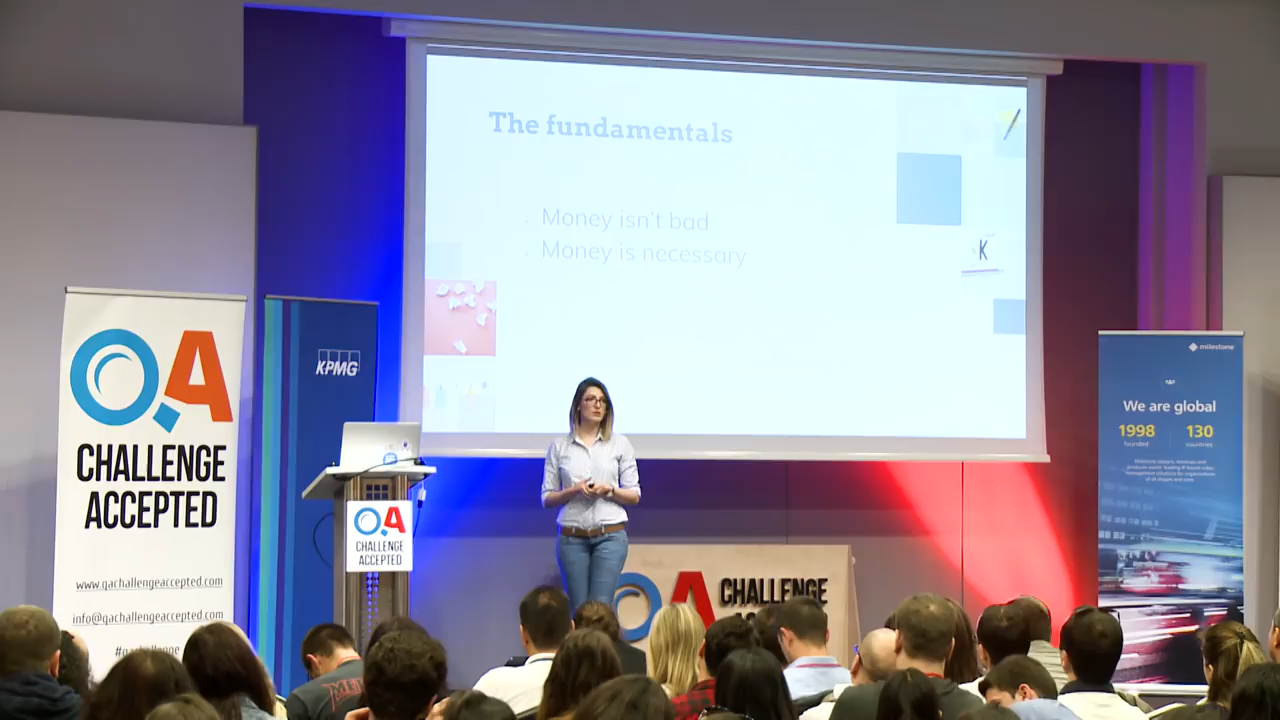 The fundamentals
Money isn't bad
Money is necessary
K
QA
CHALLENGE
ACCEPTED
www.qachallengeaccepted.com
info@qachallengeaccepted.com
KPMG
QA
CHALLENGE
ACCEPTED
QA
CHALLENGE
milestone
We are global
1998
130
founded
countries